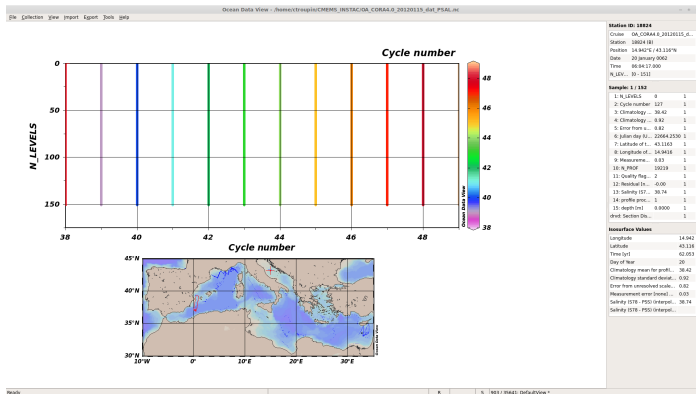 Ocean Data View - /home/ctroupin/CMEMS_INSTAC/OA_CORA4.0_20120115_dat_PSAL.nc
File Collection View Import Export Tools Help
Cycle number
0
50
100
150
N_LEVELS
38 40 42 44 46 48
Cycle number
48
46
44
42
40
38
Ocean Data View
45°N
40°N
35°N
30°N
10°W 0° 10°E 20°E 30°E
Ocean Data View
Station ID: 18824
Cruise OA_CORA4.0_20120115_d...
Station 18824 (B)
Position 14.942°E / 43.116°N
Date 20 January 0062
Time 06:04:17.000
N_LEV... [0 - 151]
Sample: 1 / 152
1: N_LEVELS 0 1
2: Cycle number 127 1
3: Climatology ... 38.42 1
4: Climatology ... 0.92 1
5: Error from u... 0.82 1
6: julian day (U... 22664.2530 1
7: Latitude of t... 43.1163 1
8: Longitude of... 14.9416 1
9: Measureme... 0.03 1
10: N_PROF 19219 1
11: Quality flag... 2 1
12: Residual [n... -0.00 1
13: Salinity (S7... 38.74 1
14: profile proc... 1 1
15: depth [m] 0.0000 1
drvd: Section Dis... 1
Isosurface Values
Longitude 14.942
Latitude 43.116
Time [yr] 62.053
Day of Year 20
Climatology mean for profil... 38.42
Climatology standard deviat... 0.92
Error from unresolved scale... 0.82
Measurement error [none] ... 0.03
Salinity (S78 - PSS) (interpol... 38.74
Salinity (S78 - PSS) (interpol...
Ready R S 903 / 35641: DefaultView *